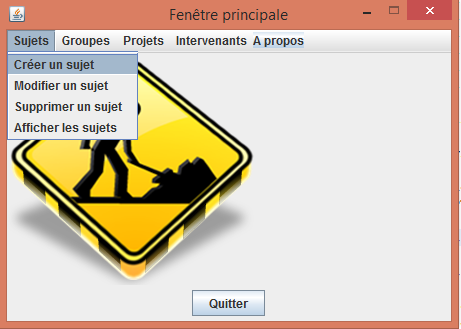 Fenêtre principale
Sujets Groupes Projets Intervenants A propos
Créer un sujet
Modifier un sujet
Supprimer un sujet
Afficher les sujets
Quitter